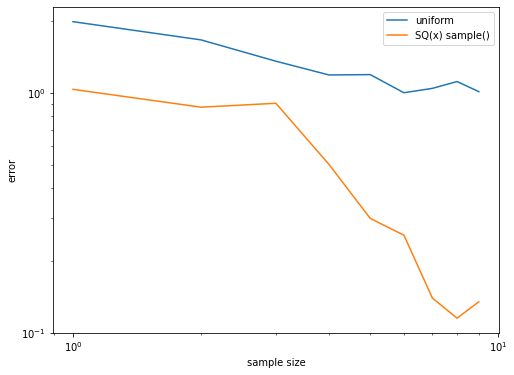 uniform
SQ(x) sample()
10⁰
error
10⁻¹
10⁰
10¹
sample size